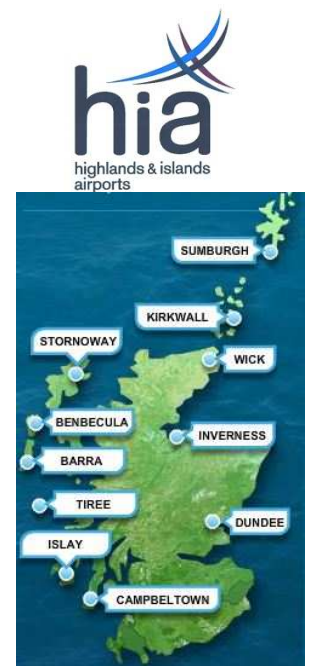 hia
highlands & islands
airports
SUMBURGH
KIRKWALL
STORNOWAY
WICK
BENBECULA
INVERNESS
BARRA
TIREE
DUNDEE
ISLAY
CAMPBELTOWN